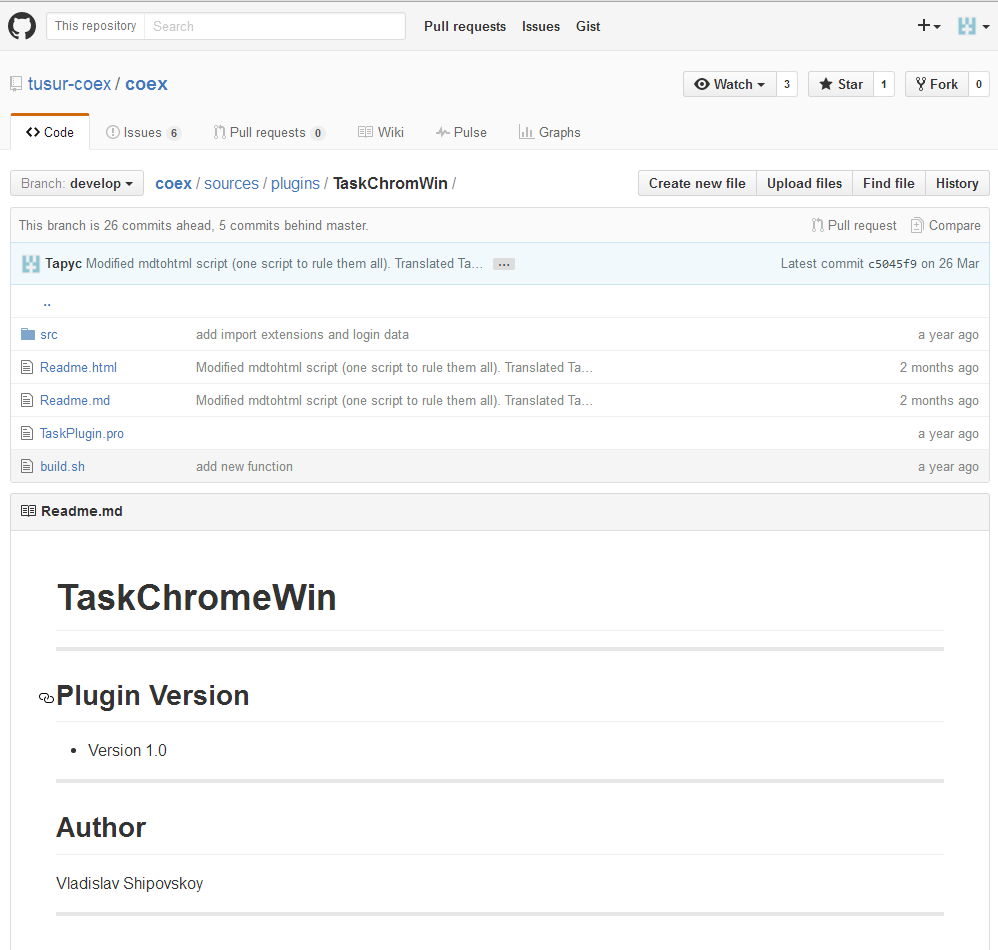 This repository Search Pull requests Issues Gist
tusur-coex / coex Watch 3 Star 1 Fork 0
Code Issues 6 Pull requests 0 Wiki Pulse Graphs
Branch: develop coex / sources / plugins / TaskChromWin / Create new file Upload files Find file History
This branch is 26 commits ahead, 5 commits behind master. Pull request Compare
Tapyc Modified mdtohtml script (one script to rule them all). Translated Ta… … Latest commit c5045f9 on 26 Mar
..
src add import extensions and login data a year ago
Readme.html Modified mdtohtml script (one script to rule them all). Translated Ta… 2 months ago
Readme.md Modified mdtohtml script (one script to rule them all). Translated Ta… 2 months ago
TaskPlugin.pro a year ago
build.sh add new function a year ago
Readme.md
TaskChromeWin
Plugin Version
• Version 1.0
Author
Vladislav Shipovskoy